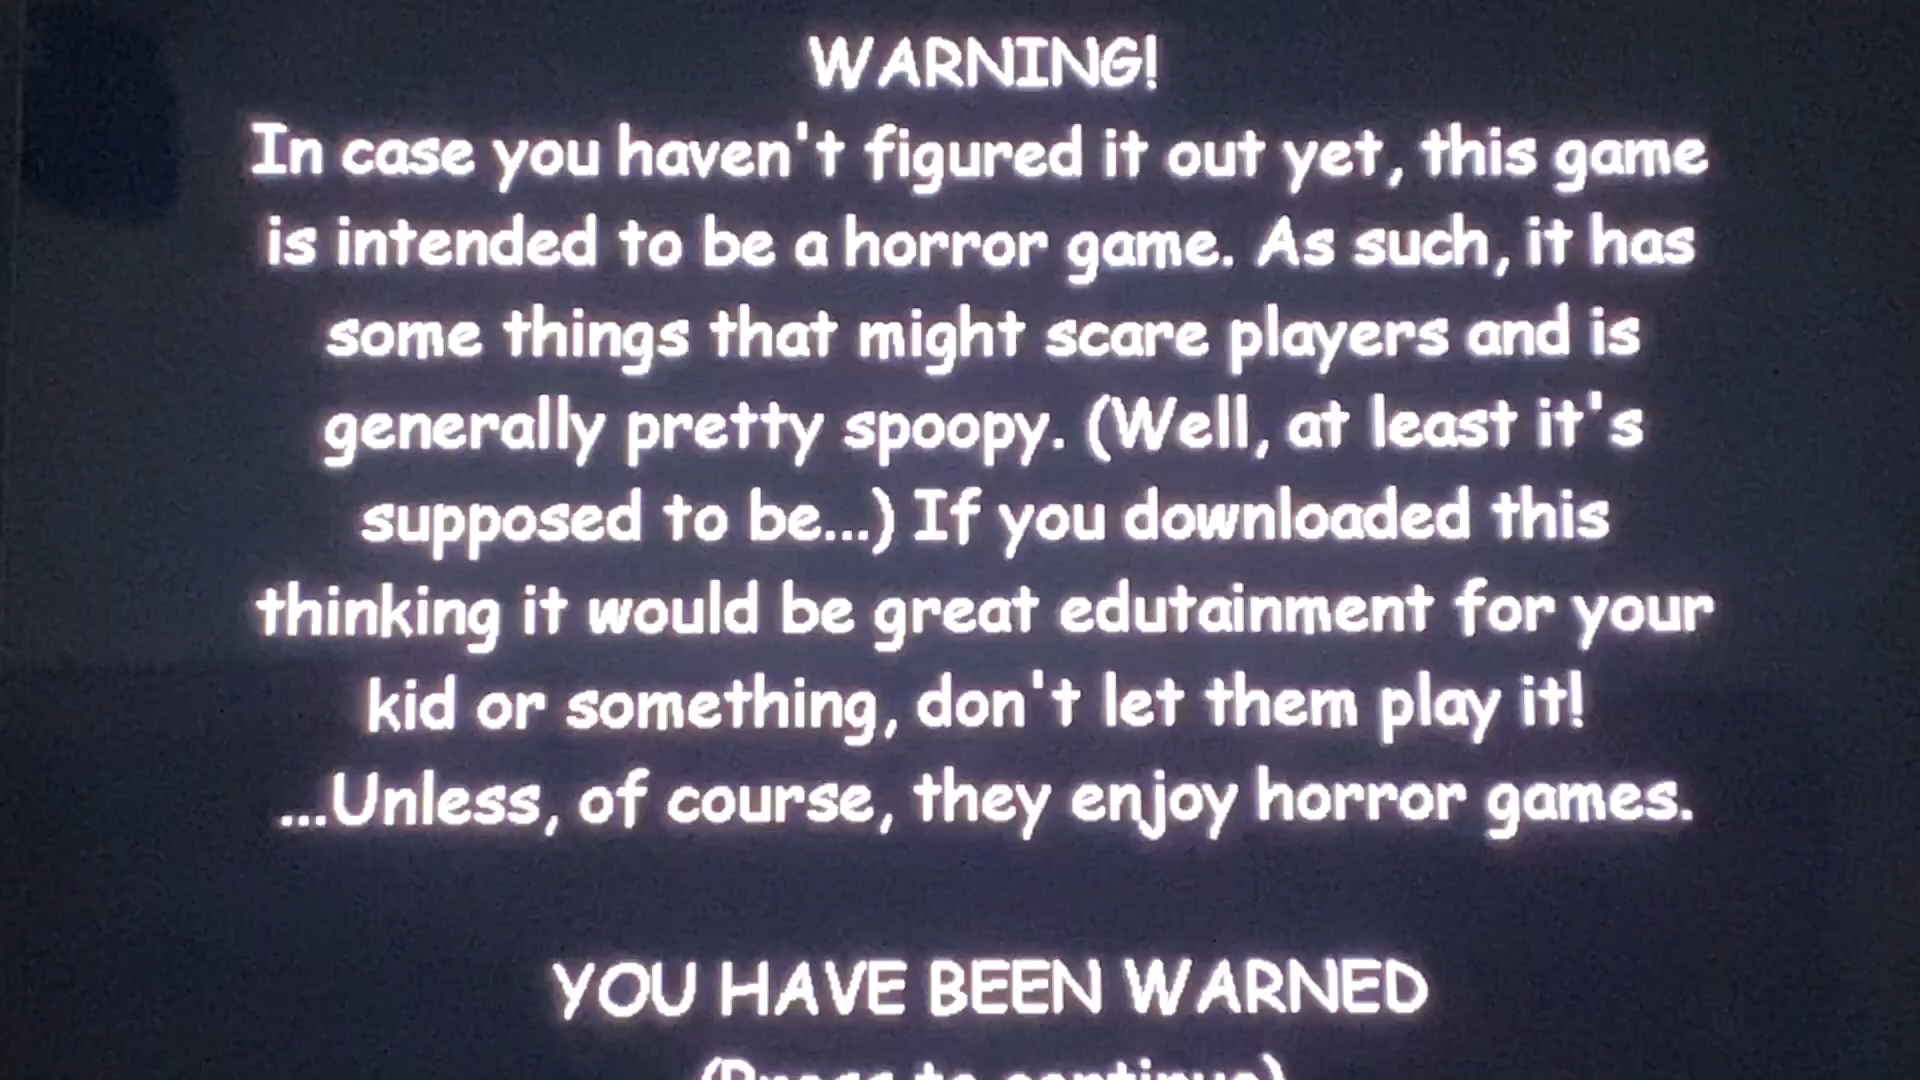 WARNING!
In case you haven't figured it out yet, this game
is intended to be a horror game. As such, it has
some things that might scare players and is
generally pretty spoopy. (Well, at least it's
supposed to be...) If you downloaded this
thinking it would be great edutainment for your
kid or something, don't let them play it!
...Unless, of course, they enjoy horror games.
YOU HAVE BEEN WARNED
(Press to continue)